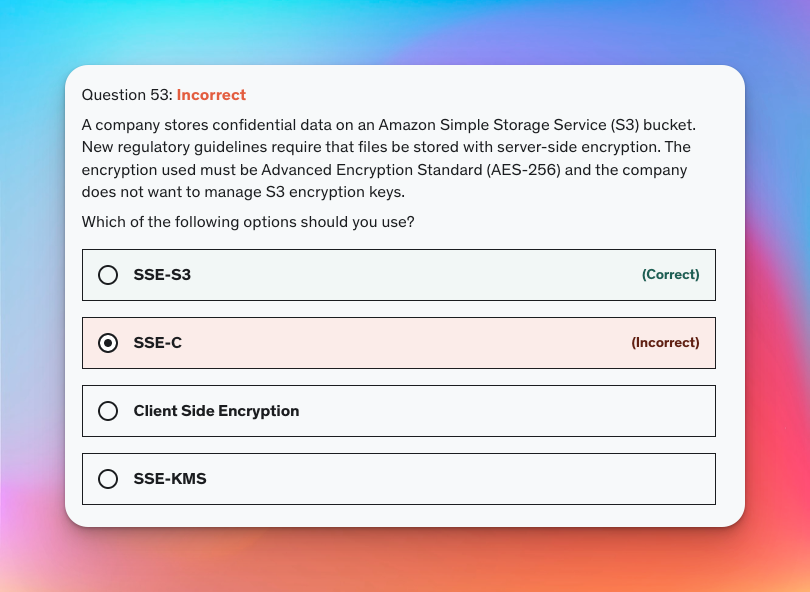 Question 53: Incorrect
A company stores confidential data on an Amazon Simple Storage Service (S3) bucket.
New regulatory guidelines require that files be stored with server-side encryption. The
encryption used must be Advanced Encryption Standard (AES-256) and the company
does not want to manage S3 encryption keys.
Which of the following options should you use?
SSE-S3 (Correct)
SSE-C (Incorrect)
Client Side Encryption
SSE-KMS